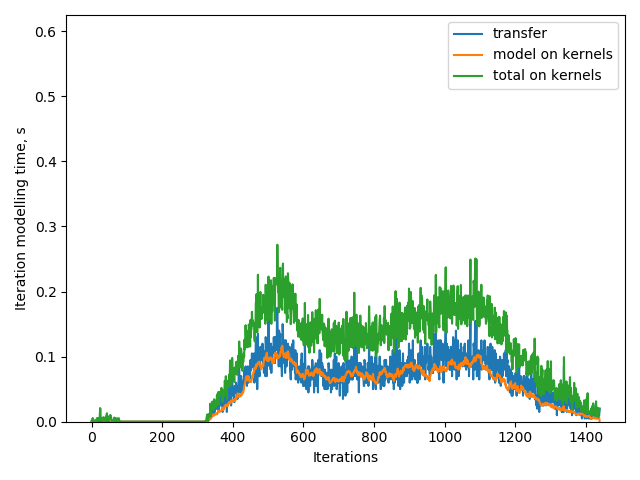 transfer
model on kernels
total on kernels
Iteration modelling time, s
0.6
0.5
0.4
0.3
0.2
0.1
0.0
0 200 400 600 800 1000 1200 1400
Iterations